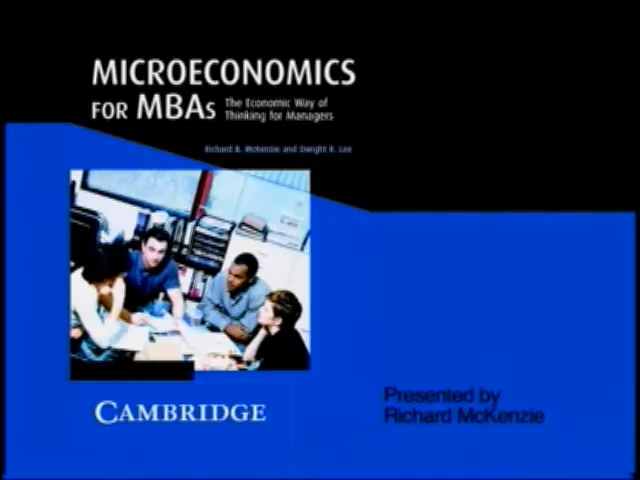 MICROECONOMICS
FOR MBAs The Economic Way of
Thinking for Managers
Richard B. McKenzie and Dwight R. Lee
CAMBRIDGE
Presented by
Richard McKenzie